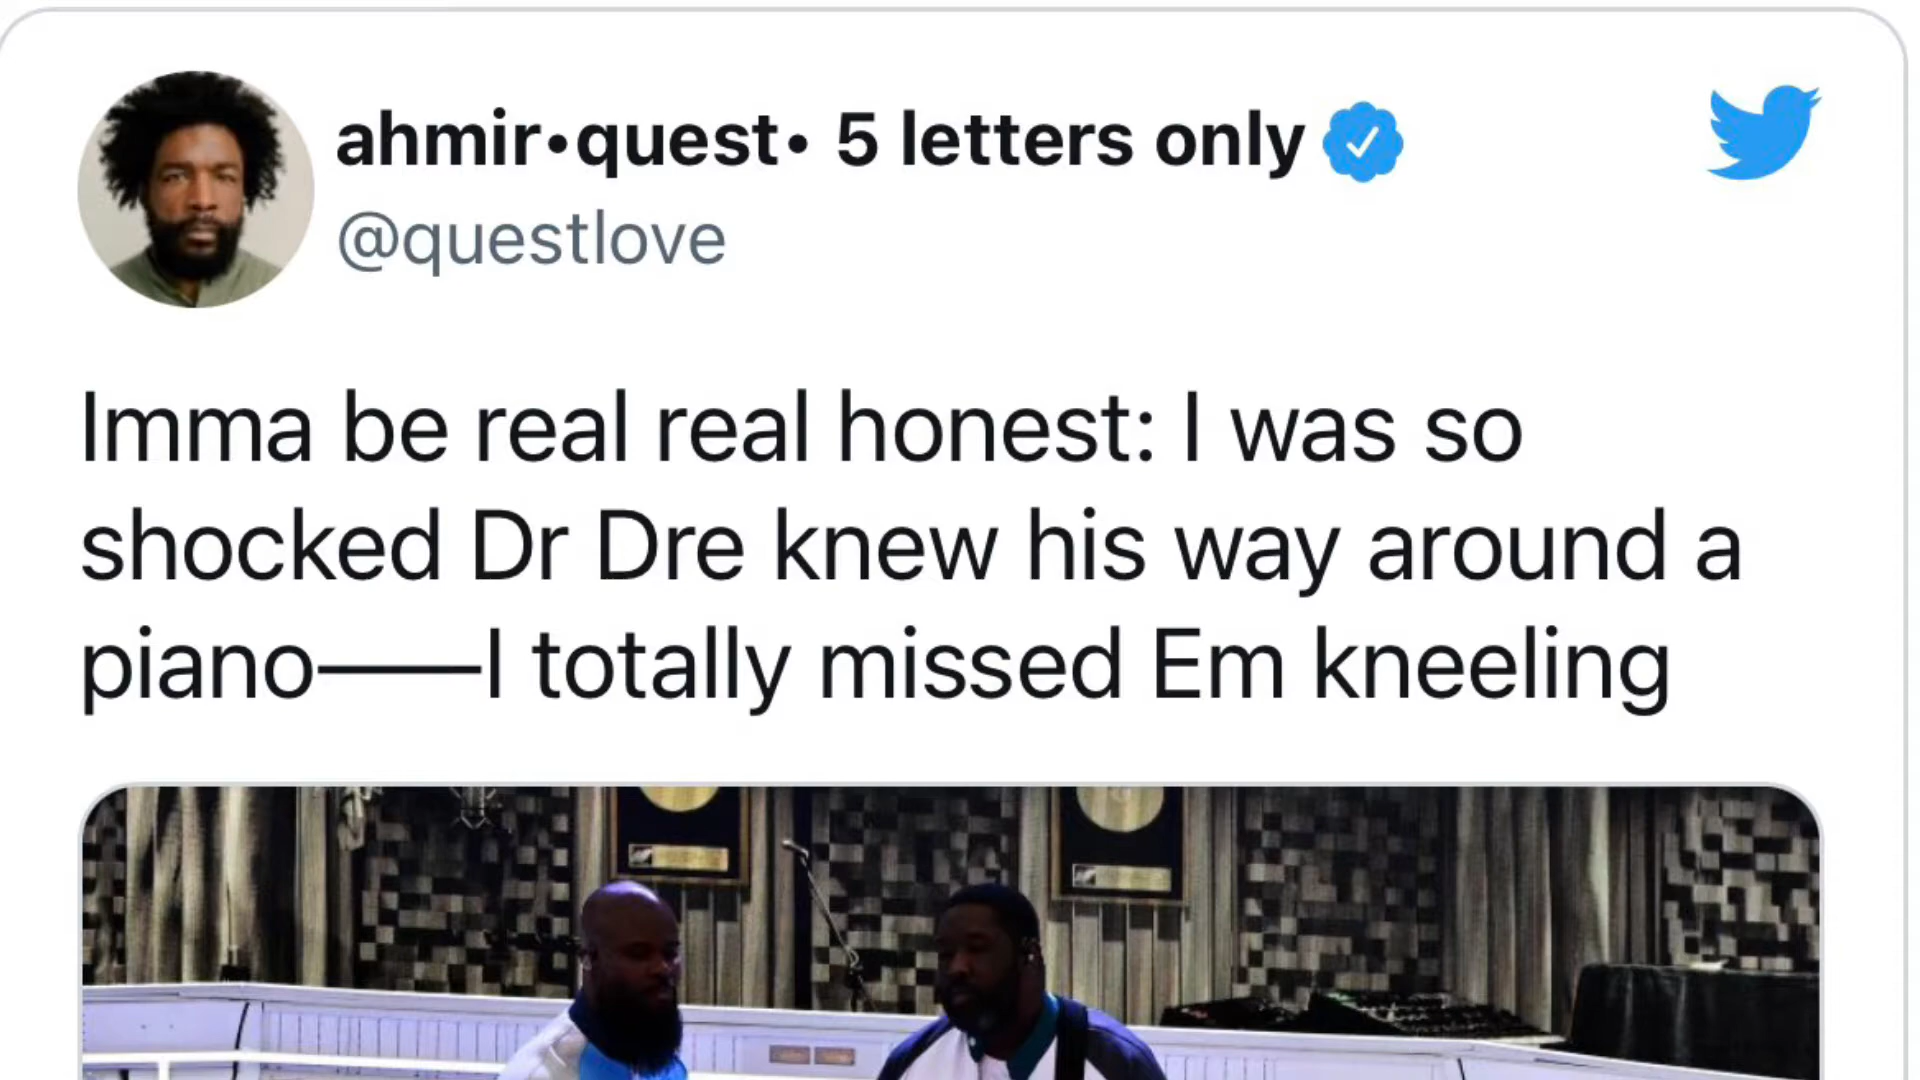 ahmir•quest• 5 letters only
@questlove
Imma be real real honest: I was so
shocked Dr Dre knew his way around a
piano——I totally missed Em kneeling